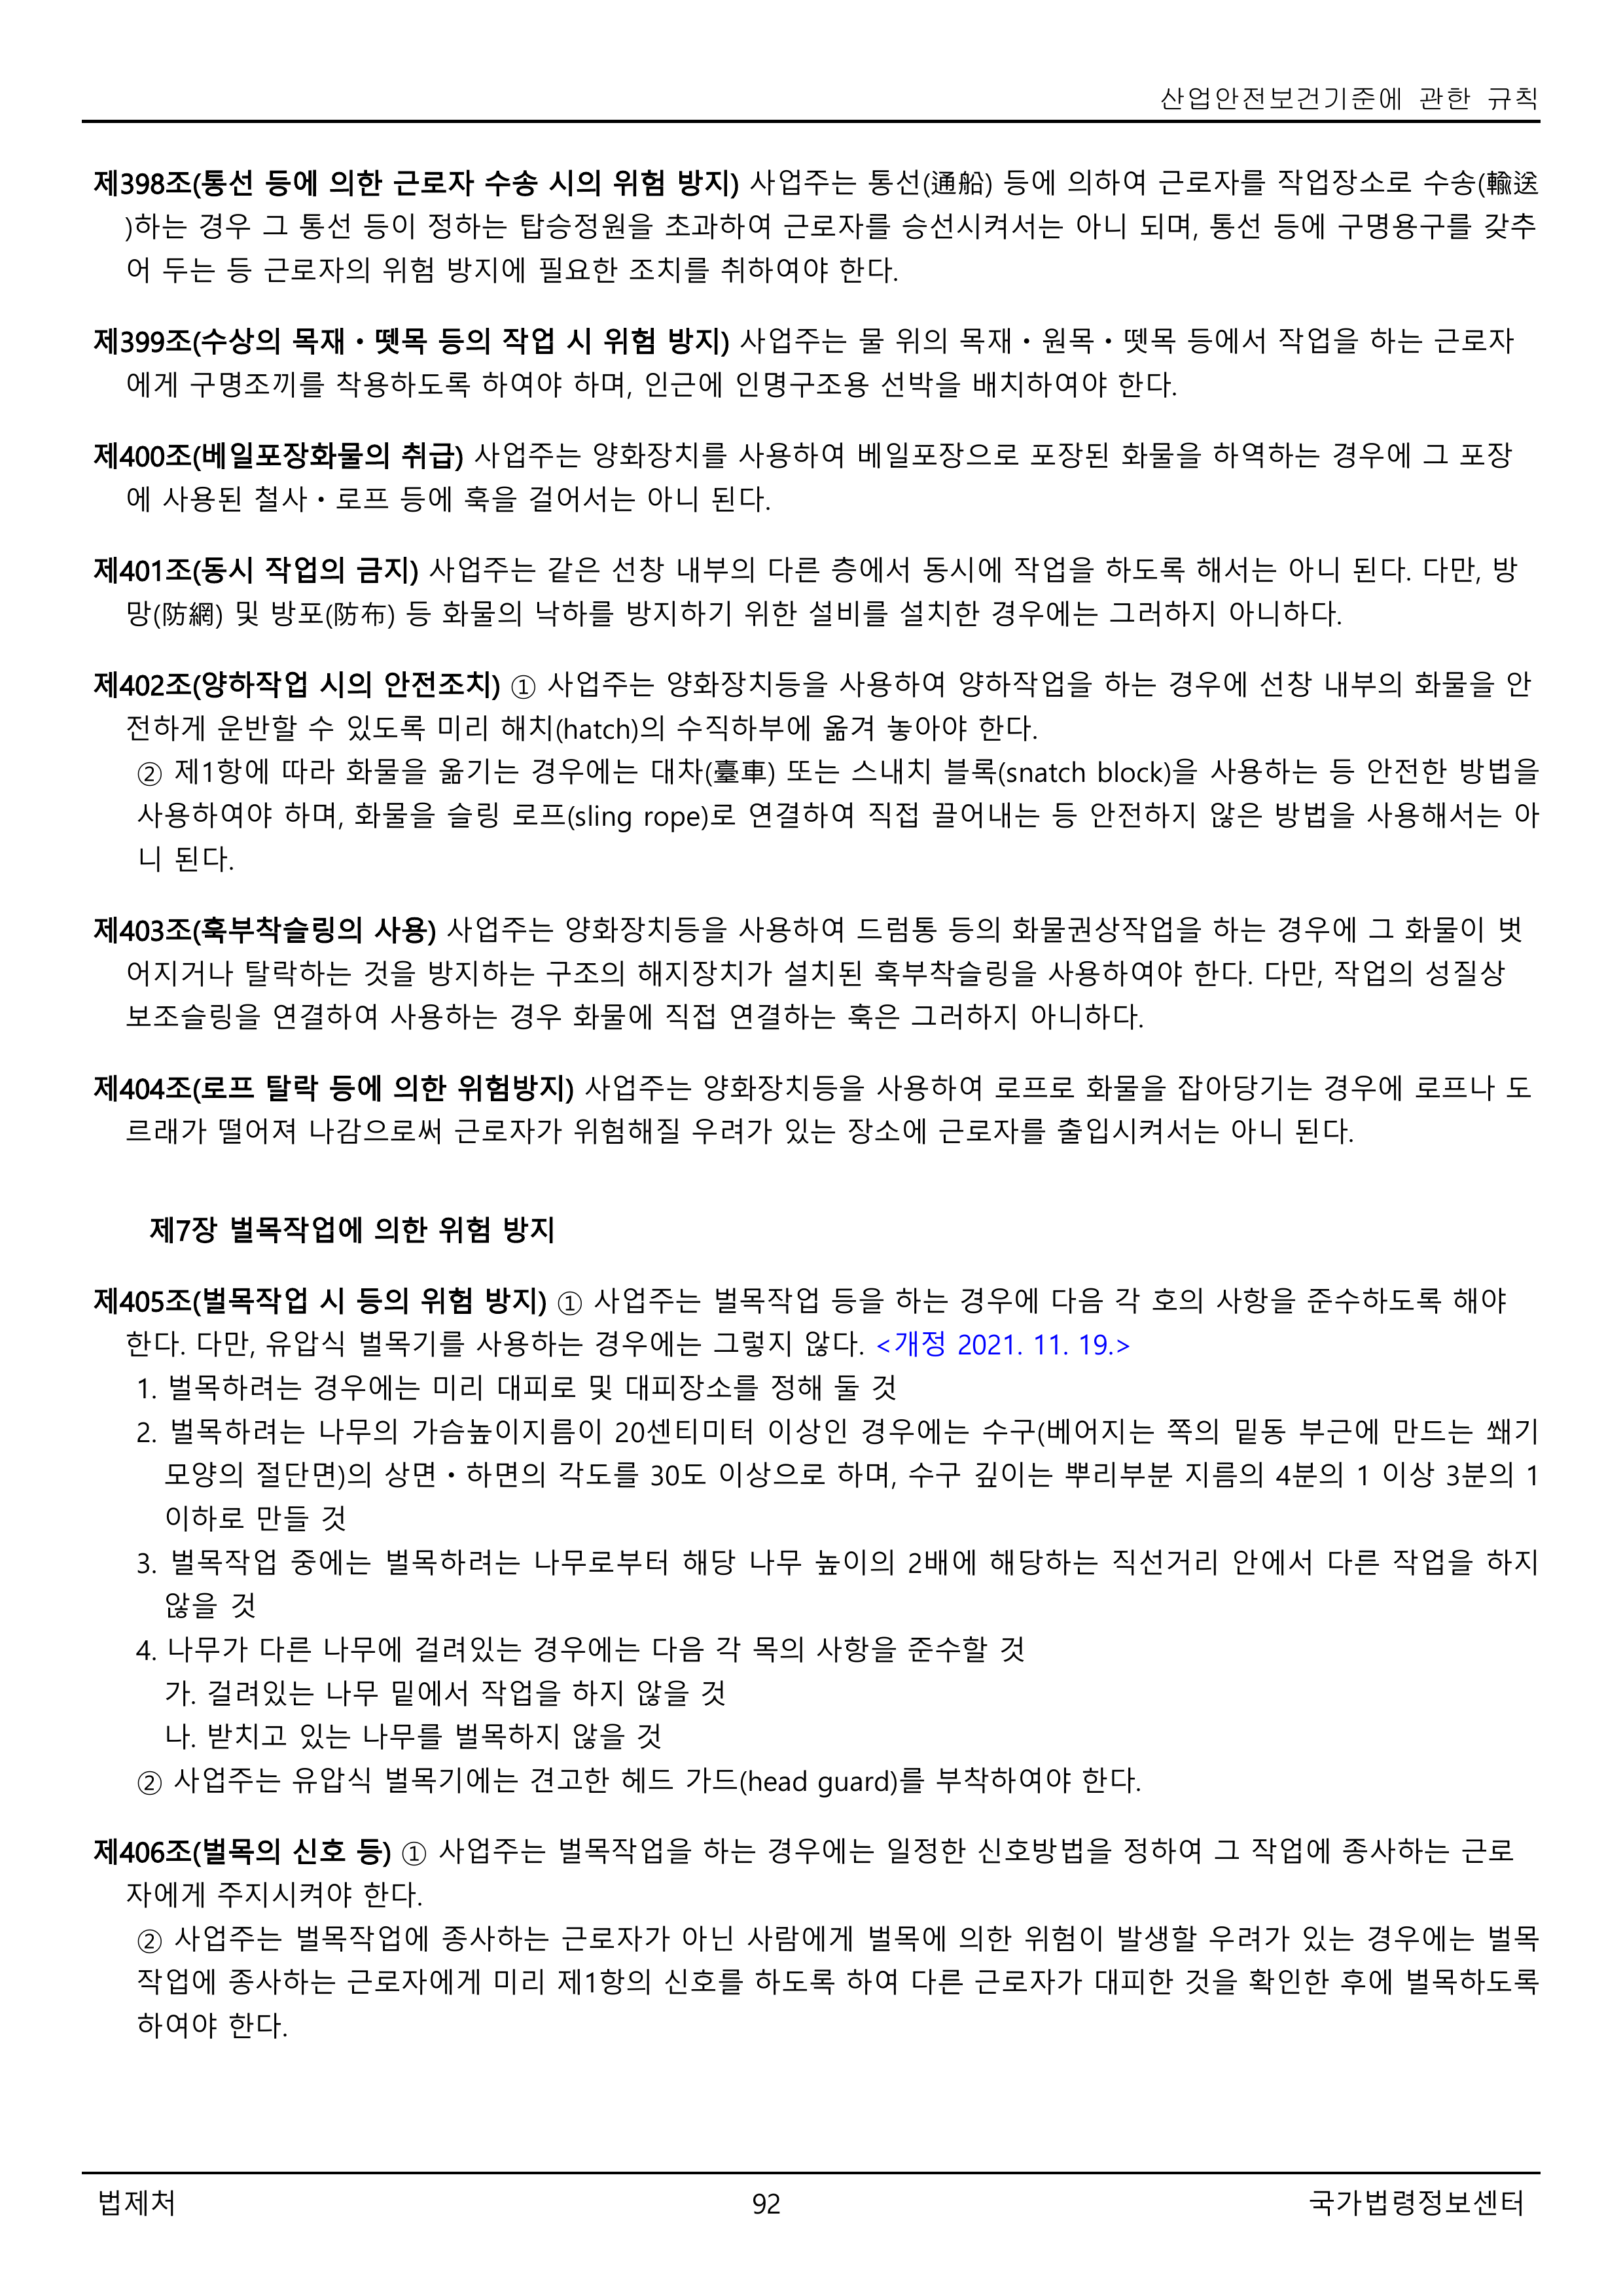 산업안전보건기준에 관한 규칙
제398조(통선 등에 의한 근로자 수송 시의 위험 방지) 사업주는 통선(通船) 등에 의하여 근로자를 작업장소로 수송(輸送
)하는 경우 그 통선 등이 정하는 탑승정원을 초과하여 근로자를 승선시켜서는 아니 되며, 통선 등에 구명용구를 갖추
어 두는 등 근로자의 위험 방지에 필요한 조치를 취하여야 한다.
제399조(수상의 목재ㆍ뗏목 등의 작업 시 위험 방지) 사업주는 물 위의 목재ㆍ원목ㆍ뗏목 등에서 작업을 하는 근로자
에게 구명조끼를 착용하도록 하여야 하며, 인근에 인명구조용 선박을 배치하여야 한다.
제400조(베일포장화물의 취급) 사업주는 양화장치를 사용하여 베일포장으로 포장된 화물을 하역하는 경우에 그 포장
에 사용된 철사ㆍ로프 등에 훅을 걸어서는 아니 된다.
제401조(동시 작업의 금지) 사업주는 같은 선창 내부의 다른 층에서 동시에 작업을 하도록 해서는 아니 된다. 다만, 방
망(防網) 및 방포(防布) 등 화물의 낙하를 방지하기 위한 설비를 설치한 경우에는 그러하지 아니하다.
제402조(양하작업 시의 안전조치) ① 사업주는 양화장치등을 사용하여 양하작업을 하는 경우에 선창 내부의 화물을 안
전하게 운반할 수 있도록 미리 해치(hatch)의 수직하부에 옮겨 놓아야 한다.
② 제1항에 따라 화물을 옮기는 경우에는 대차(臺車) 또는 스내치 블록(snatch block)을 사용하는 등 안전한 방법을
사용하여야 하며, 화물을 슬링 로프(sling rope)로 연결하여 직접 끌어내는 등 안전하지 않은 방법을 사용해서는 아
니 된다.
제403조(훅부착슬링의 사용) 사업주는 양화장치등을 사용하여 드럼통 등의 화물권상작업을 하는 경우에 그 화물이 벗
어지거나 탈락하는 것을 방지하는 구조의 해지장치가 설치된 훅부착슬링을 사용하여야 한다. 다만, 작업의 성질상
보조슬링을 연결하여 사용하는 경우 화물에 직접 연결하는 훅은 그러하지 아니하다.
제404조(로프 탈락 등에 의한 위험방지) 사업주는 양화장치등을 사용하여 로프로 화물을 잡아당기는 경우에 로프나 도
르래가 떨어져 나감으로써 근로자가 위험해질 우려가 있는 장소에 근로자를 출입시켜서는 아니 된다.
제7장 벌목작업에 의한 위험 방지
제405조(벌목작업 시 등의 위험 방지) ① 사업주는 벌목작업 등을 하는 경우에 다음 각 호의 사항을 준수하도록 해야
한다. 다만, 유압식 벌목기를 사용하는 경우에는 그렇지 않다. <개정 2021. 11. 19.>
1. 벌목하려는 경우에는 미리 대피로 및 대피장소를 정해 둘 것
2. 벌목하려는 나무의 가슴높이지름이 20센티미터 이상인 경우에는 수구(베어지는 쪽의 밑동 부근에 만드는 쐐기
모양의 절단면)의 상면ㆍ하면의 각도를 30도 이상으로 하며, 수구 깊이는 뿌리부분 지름의 4분의 1 이상 3분의 1
이하로 만들 것
3. 벌목작업 중에는 벌목하려는 나무로부터 해당 나무 높이의 2배에 해당하는 직선거리 안에서 다른 작업을 하지
않을 것
4. 나무가 다른 나무에 걸려있는 경우에는 다음 각 목의 사항을 준수할 것
가. 걸려있는 나무 밑에서 작업을 하지 않을 것
나. 받치고 있는 나무를 벌목하지 않을 것
② 사업주는 유압식 벌목기에는 견고한 헤드 가드(head guard)를 부착하여야 한다.
제406조(벌목의 신호 등) ① 사업주는 벌목작업을 하는 경우에는 일정한 신호방법을 정하여 그 작업에 종사하는 근로
자에게 주지시켜야 한다.
② 사업주는 벌목작업에 종사하는 근로자가 아닌 사람에게 벌목에 의한 위험이 발생할 우려가 있는 경우에는 벌목
작업에 종사하는 근로자에게 미리 제1항의 신호를 하도록 하여 다른 근로자가 대피한 것을 확인한 후에 벌목하도록
하여야 한다.
법제처 92 국가법령정보센터